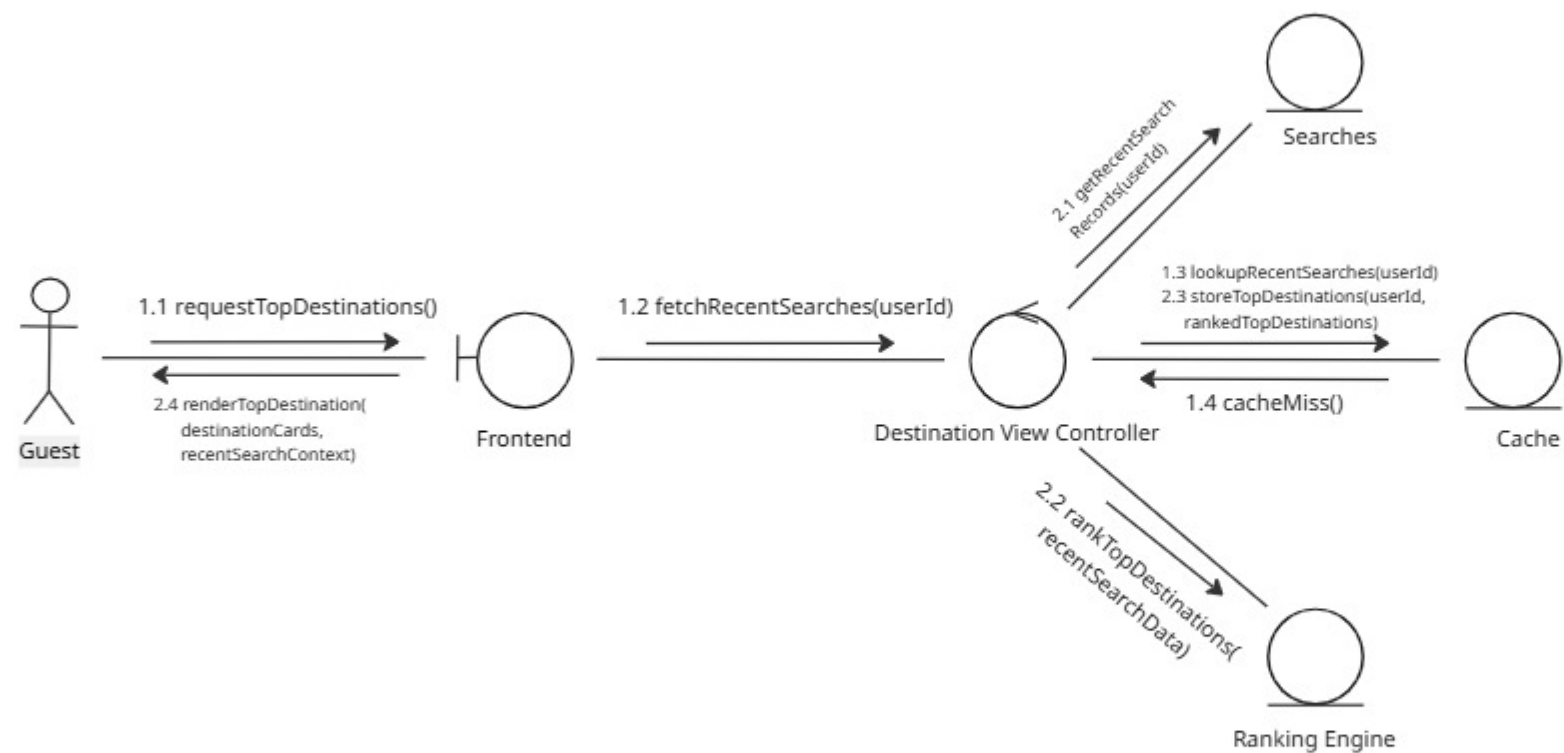 Searches
2.1 getRecentSearch
Records(userId)
1.3 lookupRecentSearches(userId)
2.3 storeTopDestinations(userId,
rankedTopDestinations)
1.1 requestTopDestinations()
1.2 fetchRecentSearches(userId)
2.4 renderTopDestination(
destinationCards,
recentSearchContext)
1.4 cacheMiss()
Guest
Frontend
Destination View Controller
Cache
2.2 rankTopDestinations(
recentSearchData)
Ranking Engine